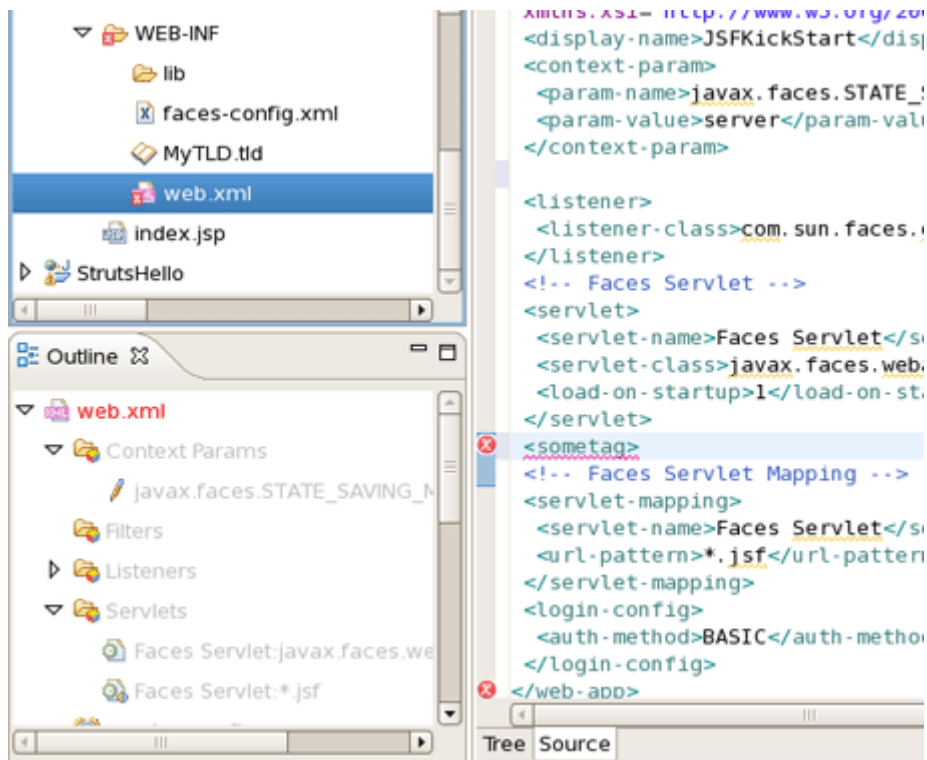 WEB-INF
lib
faces-config.xml
MyTLD.tld
web.xml
index.jsp
StrutsHello
Outline
web.xml
Context Params
javax.faces.STATE_SAVING_M
Filters
Listeners
Servlets
Faces Servlet:javax.faces.we
Faces Servlet:*.jsf
<display-name>JSFKickStart</disp
<context-param>
<param-name>javax.faces.STATE_S
<param-value>server</param-valu
</context-param>
<listener>
<listener-class>com.sun.faces.
</listener>
<!-- Faces Servlet -->
<servlet>
<servlet-name>Faces Servlet</se
<servlet-class>javax.faces.weba
<load-on-startup>1</load-on-sta
</servlet>
<sometag>
<!-- Faces Servlet Mapping -->
<servlet-mapping>
<servlet-name>Faces Servlet</se
<url-pattern>*.jsf</url-pattern
</servlet-mapping>
<login-config>
<auth-method>BASIC</auth-metho
</login-config>
</web-app>
Tree Source